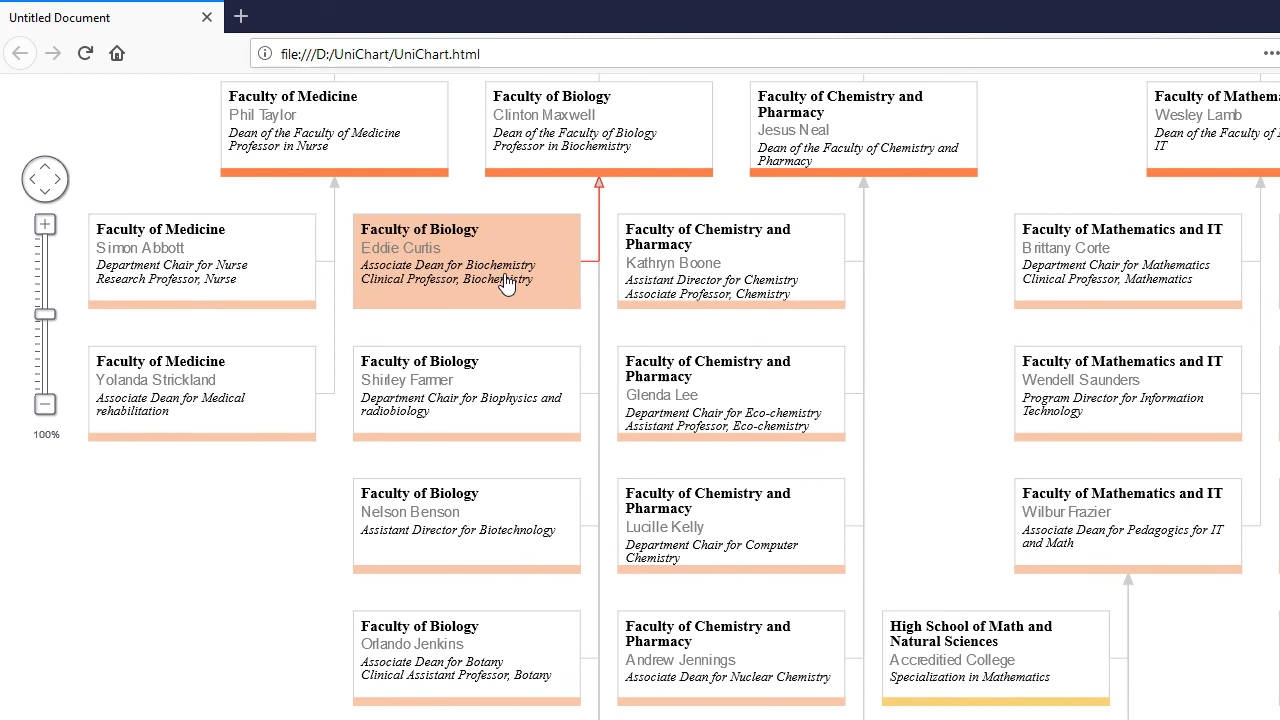 Untitled Document
file:///D:/UniChart/UniChart.html
Faculty of Medicine
Phil Taylor
Dean of the Faculty of Medicine
Professor in Nurse
Faculty of Biology
Clinton Maxwell
Dean of the Faculty of Biology
Professor in Biochemistry
Faculty of Chemistry and
Pharmacy
Jesus Neal
Dean of the Faculty of Chemistry and
Pharmacy
Faculty of Mathema
Wesley Lamb
Dean of the Faculty of
IT
Faculty of Medicine
Simon Abbott
Department Chair for Nurse
Research Professor, Nurse
Faculty of Biology
Eddie Curtis
Associate Dean for Biochemistry
Clinical Professor, Biochemistry
Faculty of Chemistry and
Pharmacy
Kathryn Boone
Assistant Director for Chemistry
Associate Professor, Chemistry
Faculty of Mathematics and IT
Brittany Corte
Department Chair for Mathematics
Clinical Professor, Mathematics
Faculty of Medicine
Yolanda Strickland
Associate Dean for Medical
rehabilitation
Faculty of Biology
Shirley Farmer
Department Chair for Biophysics and
radiobiology
Faculty of Chemistry and
Pharmacy
Glenda Lee
Department Chair for Eco-chemistry
Assistant Professor, Eco-chemistry
Faculty of Mathematics and IT
Wendell Saunders
Program Director for Information
Technology
100%
Faculty of Biology
Nelson Benson
Assistant Director for Biotechnology
Faculty of Chemistry and
Pharmacy
Lucille Kelly
Department Chair for Computer
Chemistry
Faculty of Mathematics and IT
Wilbur Frazier
Associate Dean for Pedagogics for IT
and Math
Faculty of Biology
Orlando Jenkins
Associate Dean for Botany
Clinical Assistant Professor, Botany
Faculty of Chemistry and
Pharmacy
Andrew Jennings
Associate Dean for Nuclear Chemistry
High School of Math and
Natural Sciences
Accreditied College
Specialization in Mathematics